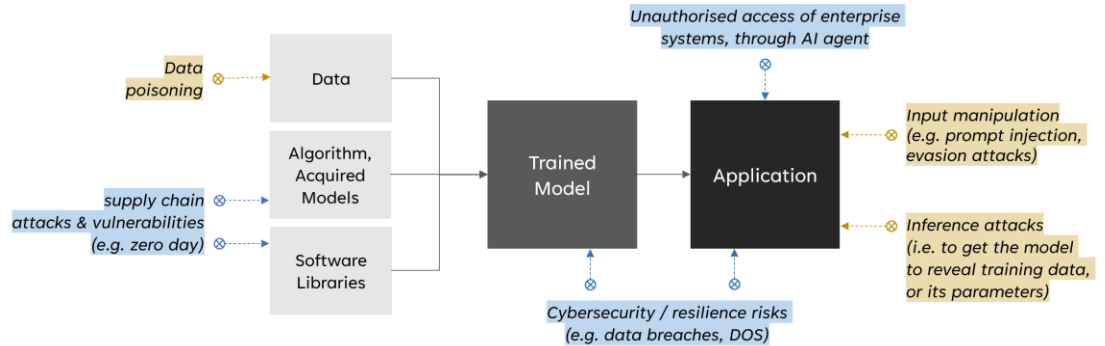 Unauthorised access of enterprise
systems, through AI agent
Data
poisoning
Data
Algorithm,
Acquired
Models
Software
Libraries
supply chain
attacks & vulnerabilities
(e.g. zero day)
Trained
Model
Application
Input manipulation
(e.g. prompt injection,
evasion attacks)
Inference attacks
(i.e. to get the model
to reveal training data,
or its parameters)
Cybersecurity / resilience risks
(e.g. data breaches, DOS)